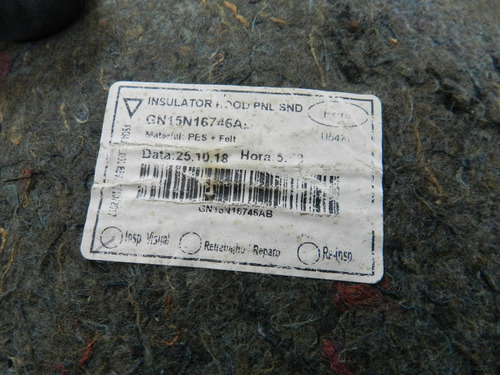 INSULATOR HOOD PNL SND
GN15N16746A
Material: PES + Felt
Data:25.10.18 Hora
GN15N16746AB
Insp. Visual Retrabalho Reparo Re-insp.